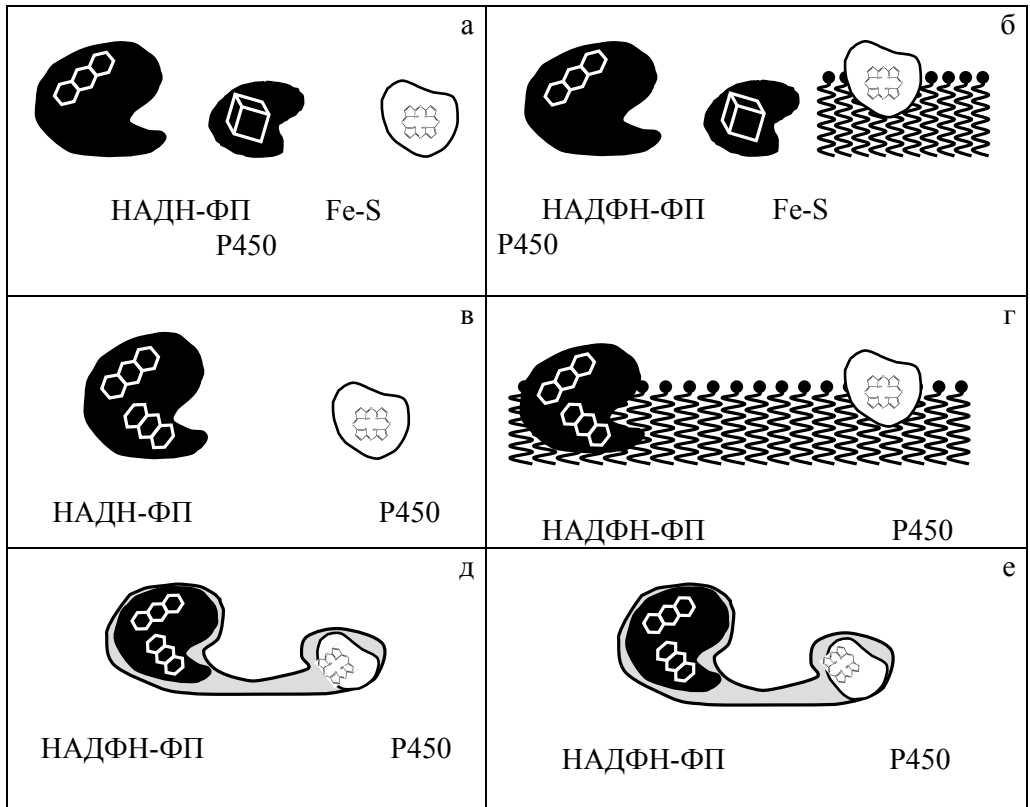 а
НАДН-ФП Fe-S
P450
б
НАДФН-ФП Fe-S
P450
в
НАДН-ФП P450
г
НАДФН-ФП P450
д
НАДФН-ФП P450
е
НАДФН-ФП P450